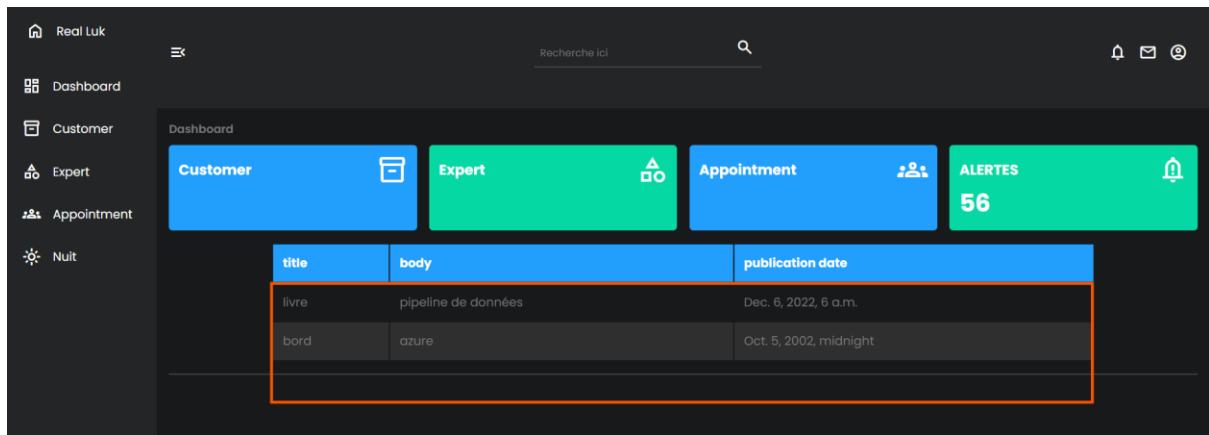 Real Luk
Recherche ici
Dashboard
Customer
Expert
Appointment
Nuit
Dashboard
Customer
Expert
Appointment
ALERTES
56
title body publication date
livre pipeline de données Dec. 6, 2022, 6 a.m.
bord azure Oct. 5, 2002, midnight